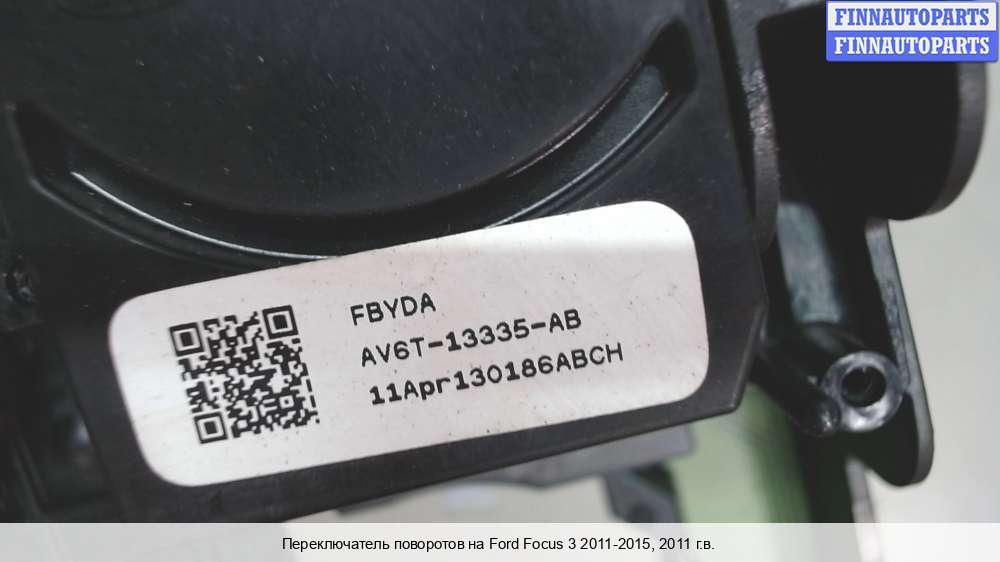 FINNAUTOPARTS
FINNAUTOPARTS
FBYDA
AV6T-13335-AB
11Apr130186ABCH
Переключатель поворотов на Ford Focus 3 2011-2015, 2011 г.в.